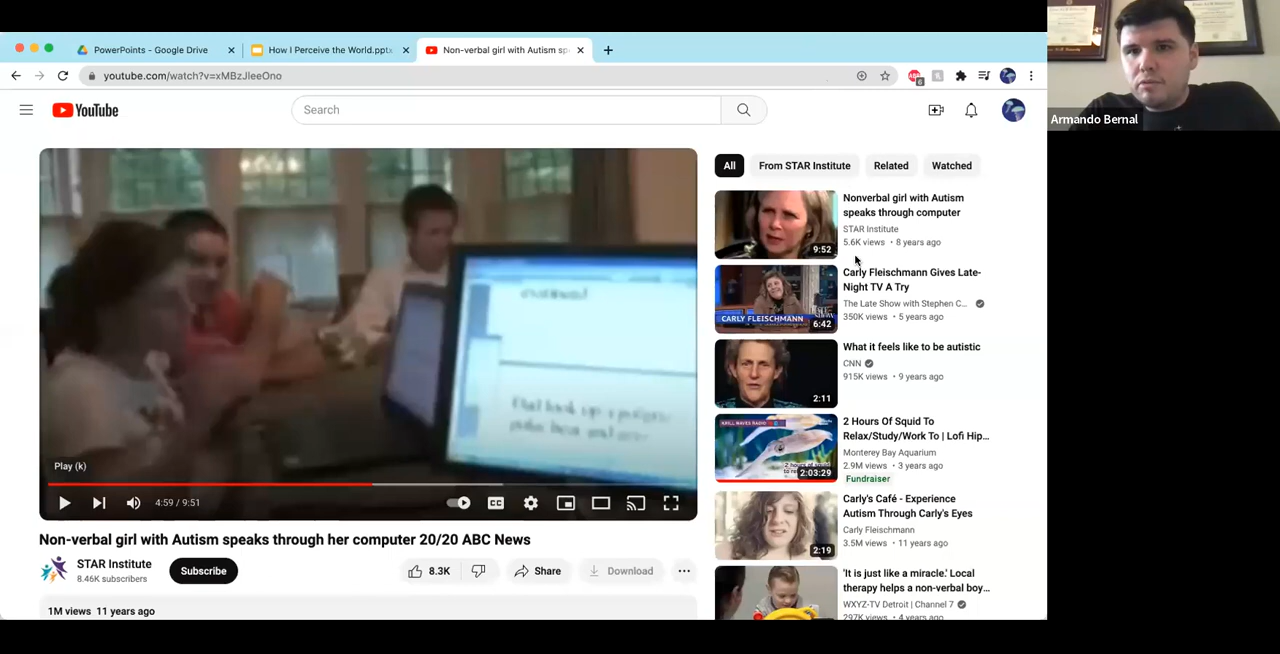 PowerPoints - Google Drive
How I Perceive the World.pptx
Non-verbal girl with Autism sp
youtube.com/watch?v=xMBzJleeOno
YouTube
Search
Armando Bernal
All
From STAR Institute
Related
Watched
Nonverbal girl with Autism
speaks through computer
STAR Institute
5.6K views • 8 years ago
9:52
Carly Fleischmann Gives Late-
Night TV A Try
The Late Show with Stephen C...
350K views • 5 years ago
CARLY FLEISCHMANN
6:42
What it feels like to be autistic
CNN
915K views • 9 years ago
2:11
2 Hours Of Squid To
Relax/Study/Work To | Lofi Hip...
Monterey Bay Aquarium
2.9M views • 3 years ago
Fundraiser
KRILL WAVES RADIO
2:03:29
Carly's Café - Experience
Autism Through Carly's Eyes
Carly Fleischmann
3.5M views • 11 years ago
2:19
'It is just like a miracle.' Local
therapy helps a non-verbal boy...
WXYZ-TV Detroit | Channel 7
297K views • 4 years ago
Play (k)
4:59 / 9:51
CC
Non-verbal girl with Autism speaks through her computer 20/20 ABC News
STAR Institute
8.46K subscribers
Subscribe
8.3K
Share
Download
1M views 11 years ago